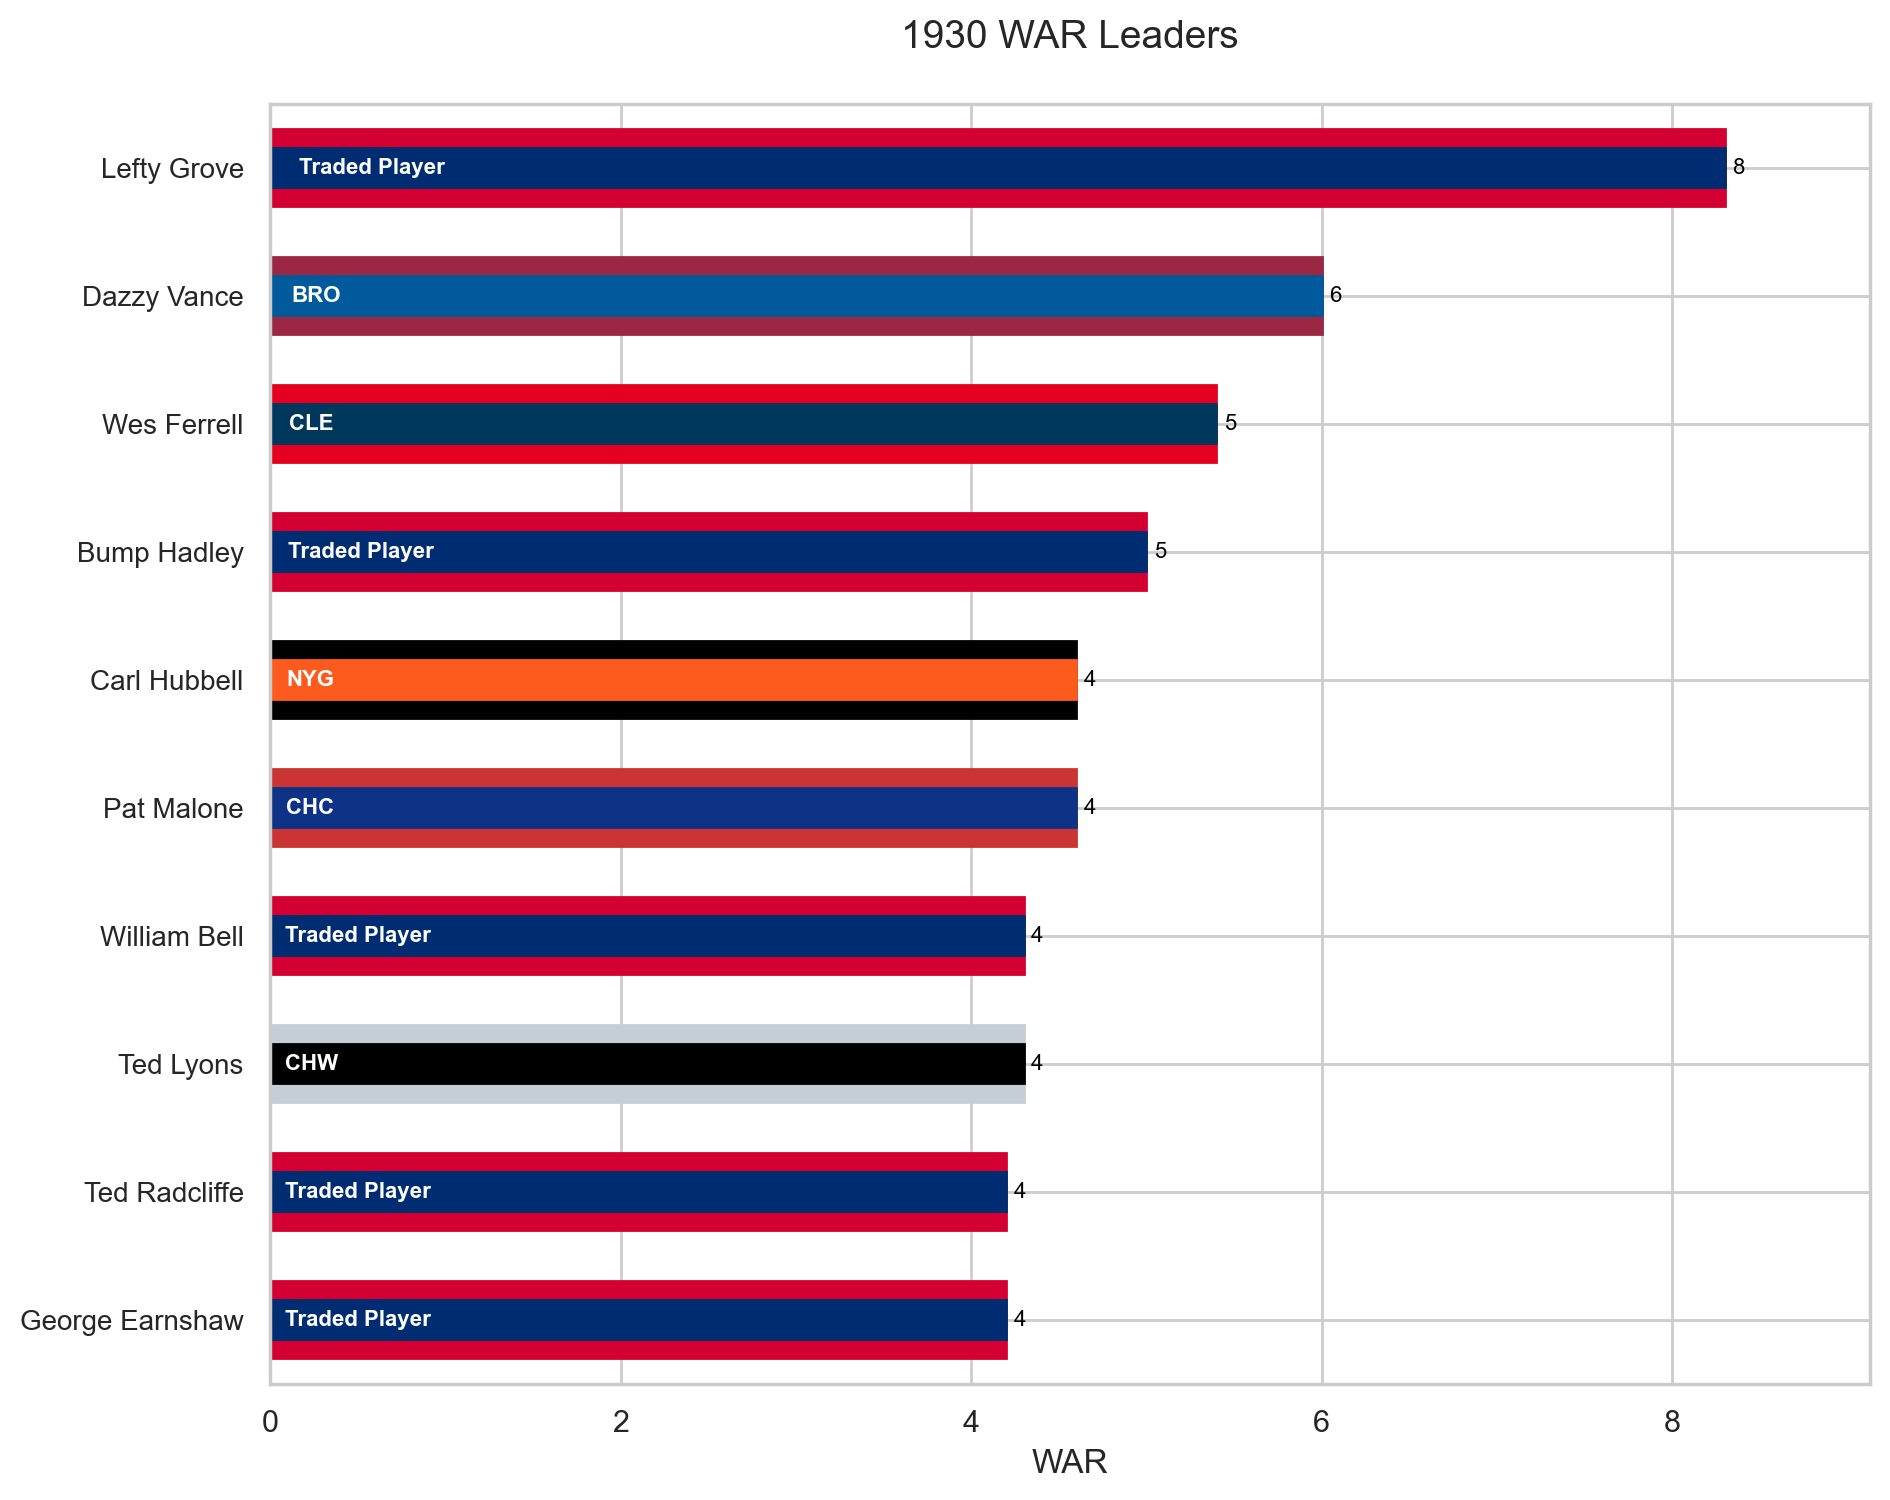 1930 WAR Leaders
Lefty Grove
Traded Player
8
Dazzy Vance
BRO
6
Wes Ferrell
CLE
5
Bump Hadley
Traded Player
5
Carl Hubbell
NYG
4
Pat Malone
CHC
4
William Bell
Traded Player
4
Ted Lyons
CHW
4
Ted Radcliffe
Traded Player
4
George Earnshaw
Traded Player
4
0 2 4 6 8
WAR